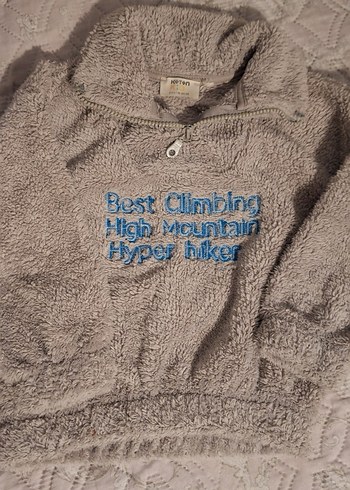 Best Climbing
High Mountain
Hyper hiker